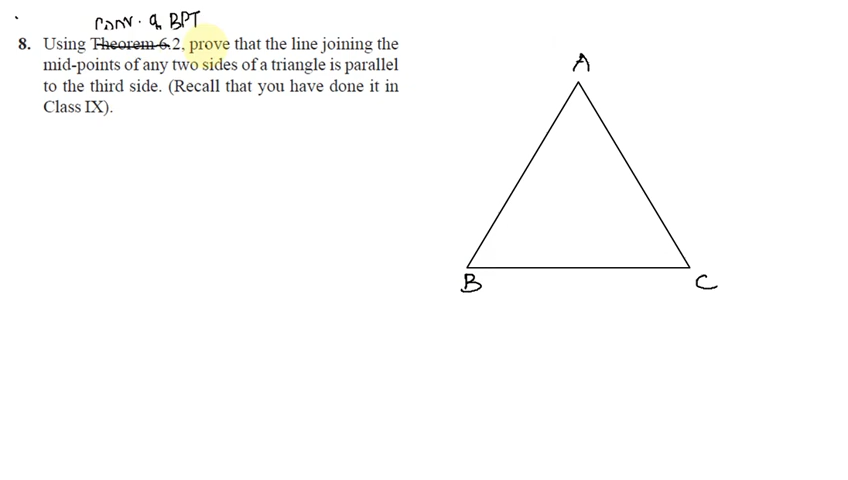 conv. of BPT
8. Using Theorem 6.2, prove that the line joining the
mid-points of any two sides of a triangle is parallel
to the third side. (Recall that you have done it in
Class IX).
A
B
C